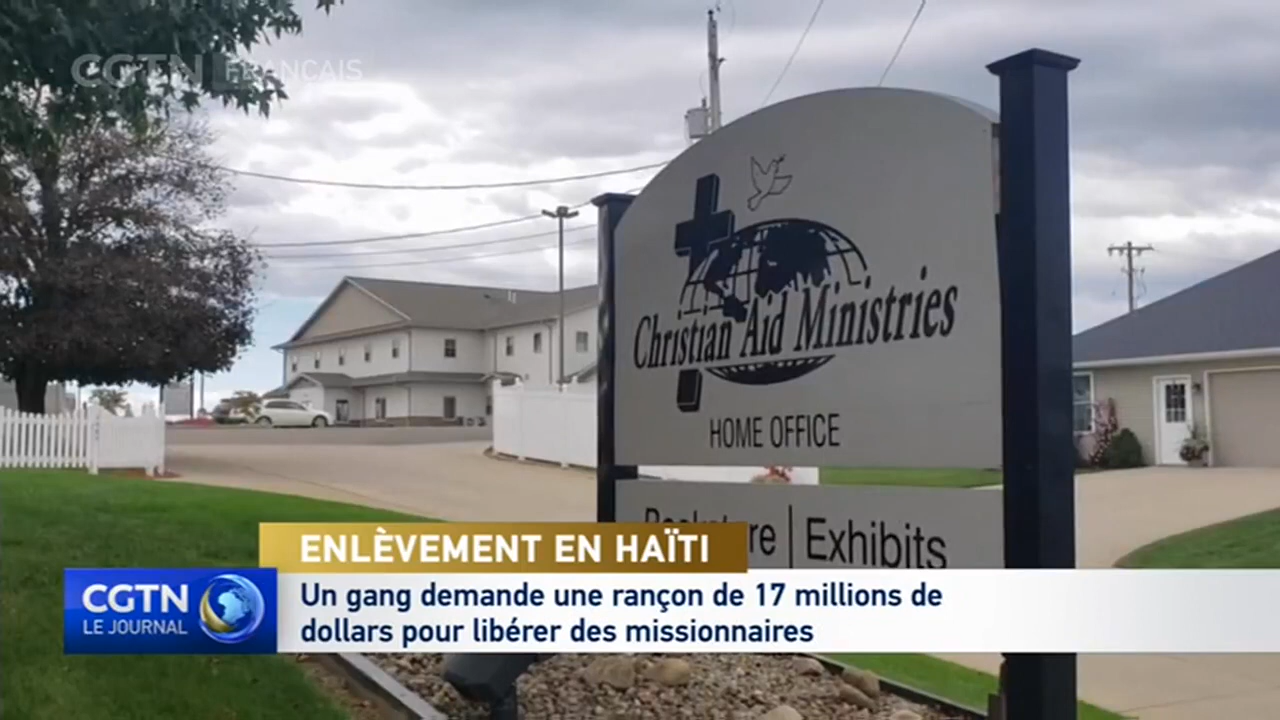 CGTN FRANÇAIS
Christian Aid Ministries
HOME OFFICE
Exhibits
ENLÈVEMENT EN HAÏTI
CGTN
LE JOURNAL
Un gang demande une rançon de 17 millions de
dollars pour libérer des missionnaires